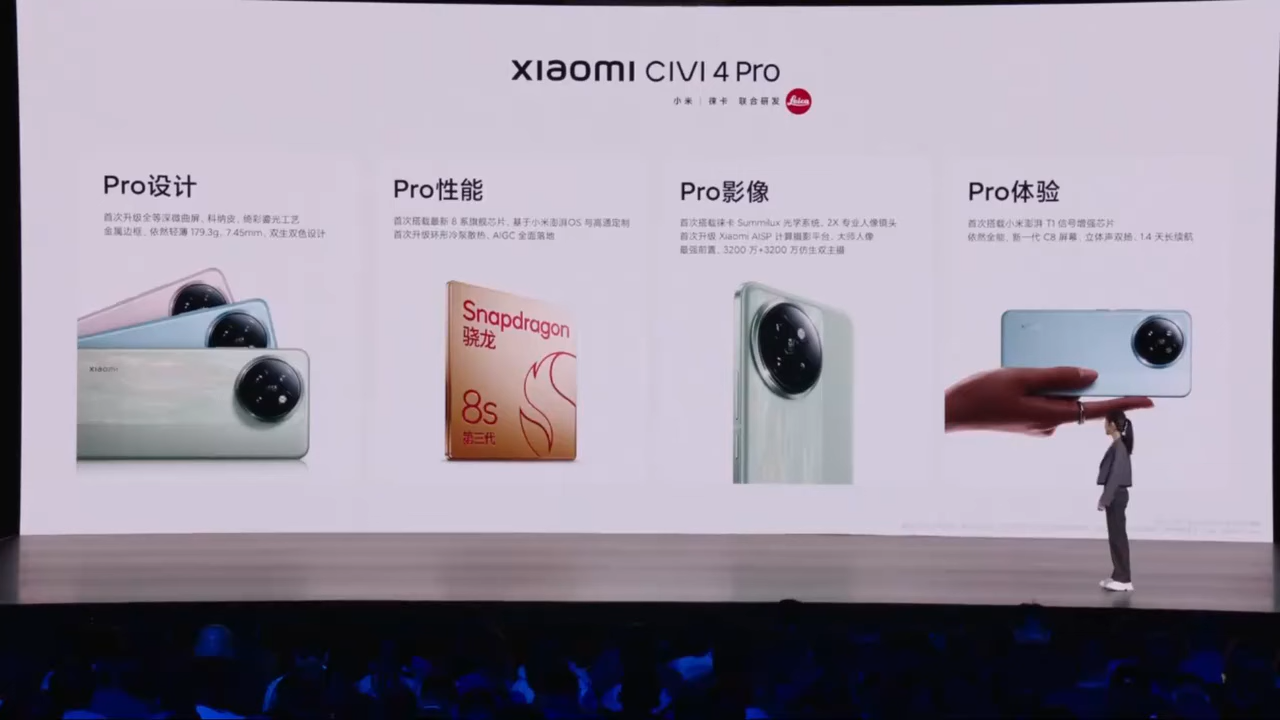 xiaomi CIVI 4 Pro
小米 | 徕卡 联合研发 Leica
Pro设计
首次升级全等深微曲屏、科纳皮、绮彩鎏光工艺
金属边框、依然轻薄 179.3g、7.45mm、双生双色设计
XIAOMI
Pro性能
首次搭载最新 8 系旗舰芯片、基于小米澎湃OS 与高通定制
首次升级环形冷泵散热、AIGC 全面落地
Snapdragon
骁龙
8s
第三代
Pro影像
首次搭载徕卡 Summilux 光学系统、2X 专业人像镜头
首次升级 Xiaomi AISP 计算摄影平台、大师人像
最强前置、3200 万+3200 万仿生双主摄
Pro体验
首次搭载小米澎湃 T1 信号增强芯片
依然全能、新一代 C8 屏幕、立体声双扬、1.4 天长续航